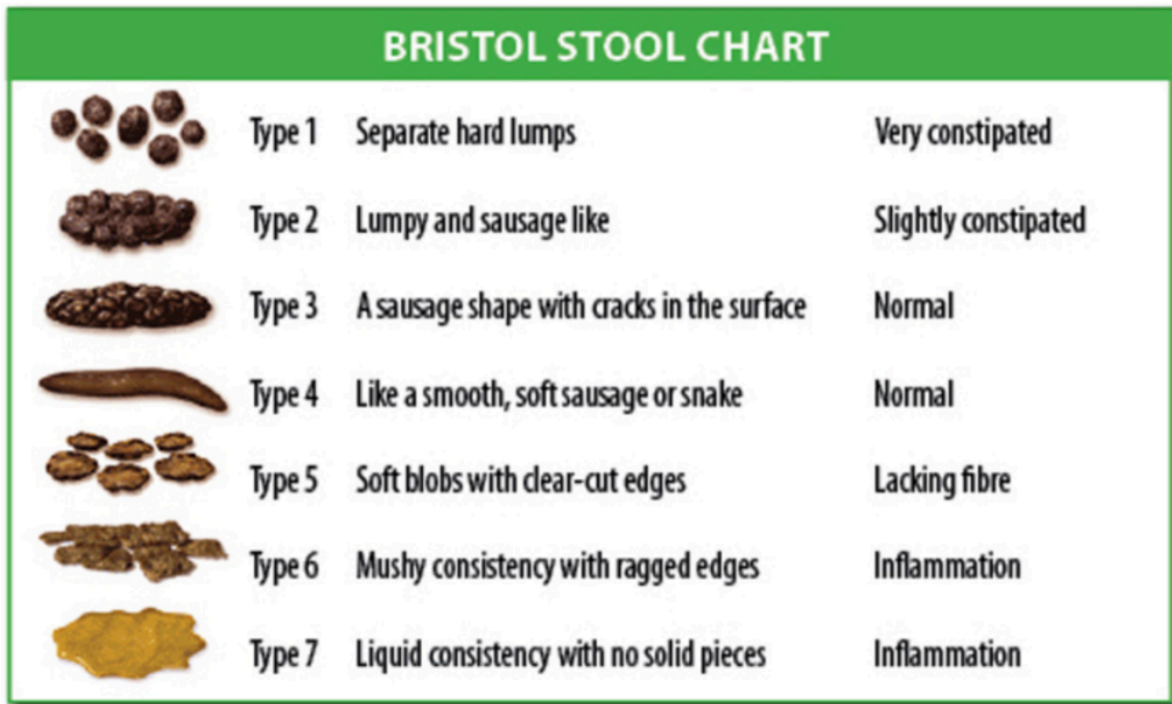 BRISTOL STOOL CHART
Type 1 Separate hard lumps Very constipated
Type 2 Lumpy and sausage like Slightly constipated
Type 3 A sausage shape with cracks in the surface Normal
Type 4 Like a smooth, soft sausage or snake Normal
Type 5 Soft blobs with clear-cut edges Lacking fibre
Type 6 Mushy consistency with ragged edges Inflammation
Type 7 Liquid consistency with no solid pieces Inflammation